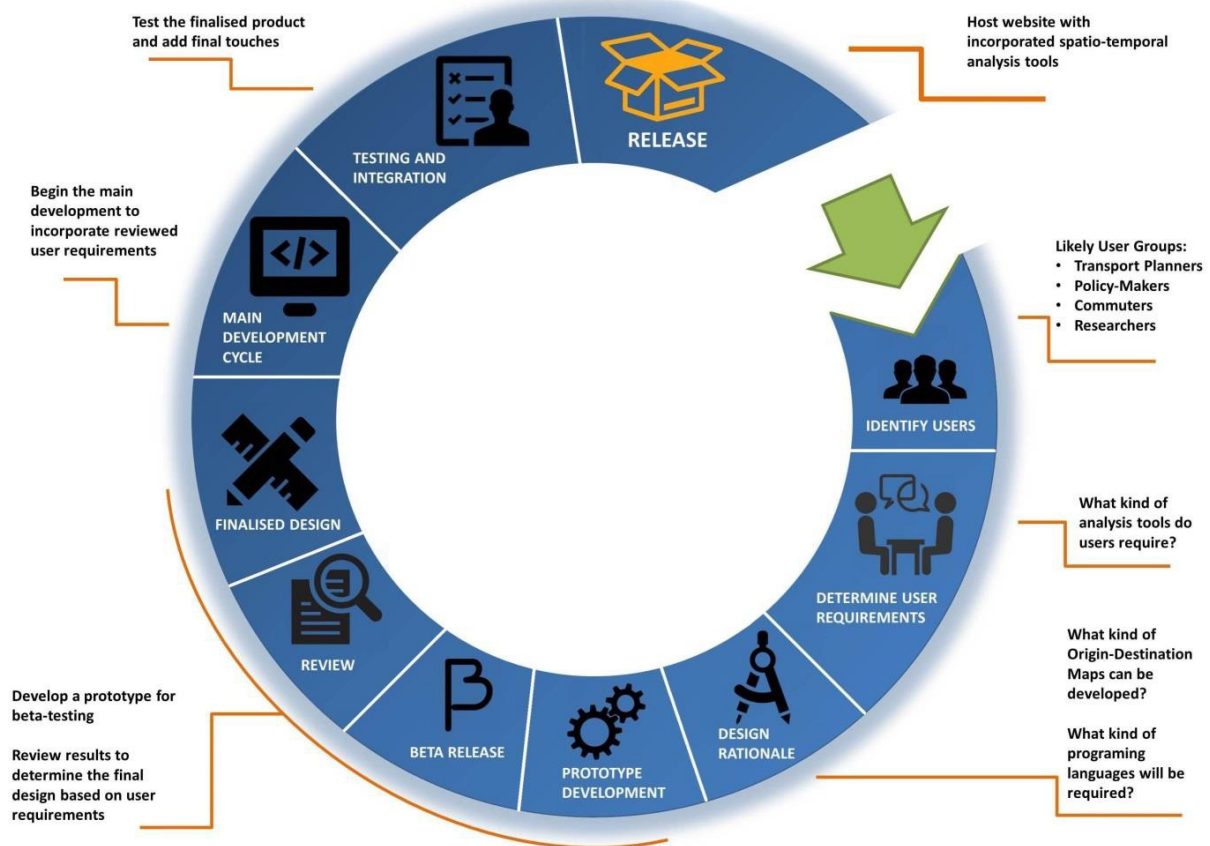 Test the finalised product
and add final touches
Host website with
incorporated spatio-temporal
analysis tools
RELEASE
TESTING AND
INTEGRATION
Begin the main
development to
incorporate reviewed
user requirements
</>
MAIN
DEVELOPMENT
CYCLE
Likely User Groups:
• Transport Planners
• Policy-Makers
• Commuters
• Researchers
IDENTIFY USERS
FINALISED DESIGN
What kind of
analysis tools do
users require?
DETERMINE USER
REQUIREMENTS
REVIEW
What kind of
Origin-Destination
Maps can be
developed?
What kind of
programing
languages will be
required?
DESIGN
RATIONALE
PROTOTYPE
DEVELOPMENT
β
BETA RELEASE
Develop a prototype for
beta-testing
Review results to
determine the final
design based on user
requirements